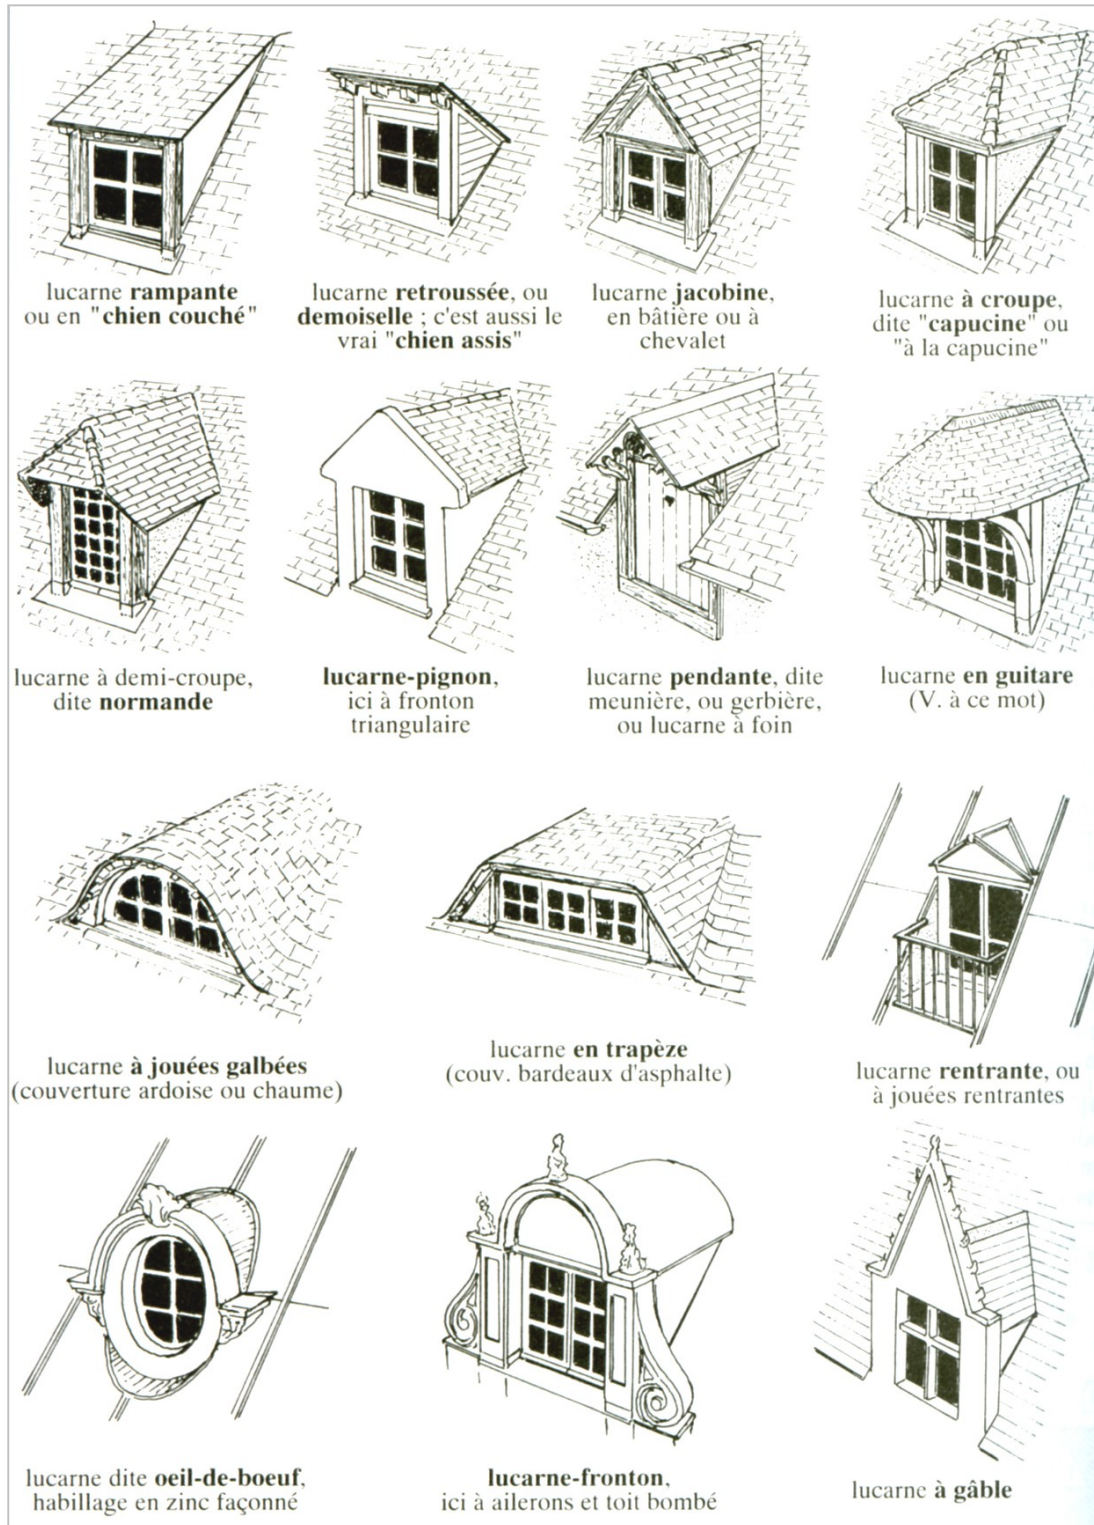 lucarne rampante
ou en "chien couché"
lucarne retroussée, ou
demoiselle ; c'est aussi le
vrai "chien assis"
lucarne jacobine,
en bâtière ou à
chevalet
lucarne à croupe,
dite "capucine" ou
"à la capucine"
lucarne à demi-croupe,
dite normande
lucarne-pignon,
ici à fronton
triangulaire
lucarne pendante, dite
meunière, ou gerbière,
ou lucarne à foin
lucarne en guitare
(V. à ce mot)
lucarne à jouées galbées
(couverture ardoise ou chaume)
lucarne en trapèze
(couv. bardeaux d'asphalte)
lucarne rentrante, ou
à jouées rentrantes
lucarne dite oeil-de-boeuf,
habillage en zinc façonné
lucarne-fronton,
ici à ailerons et toit bombé
lucarne à gâble